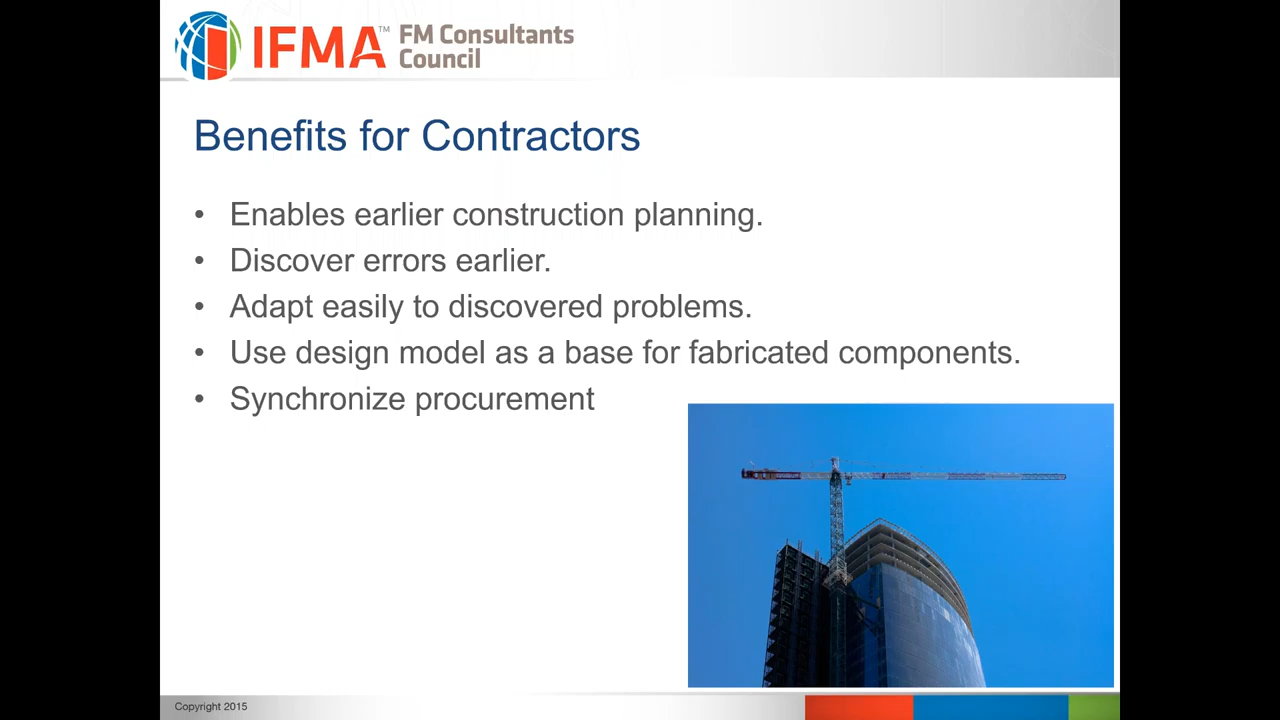 IFMA™ FM Consultants
Council
Benefits for Contractors
• Enables earlier construction planning.
• Discover errors earlier.
• Adapt easily to discovered problems.
• Use design model as a base for fabricated components.
• Synchronize procurement
Copyright 2015